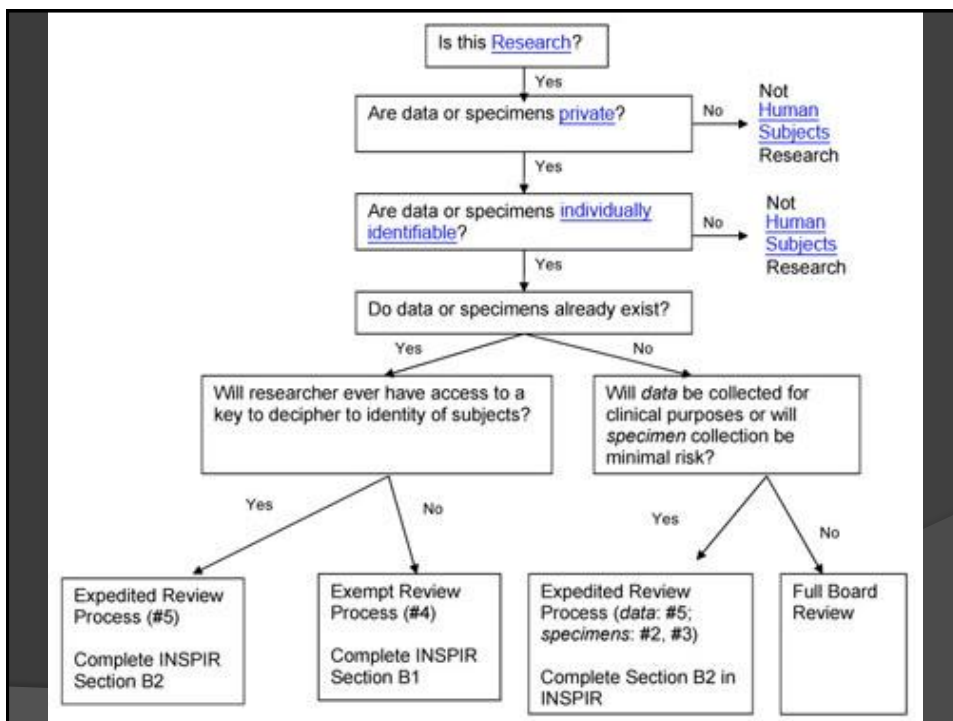 Is this Research?
Yes
Are data or specimens private?
No
Not
Human
Subjects
Research
Yes
Are data or specimens individually
identifiable?
No
Not
Human
Subjects
Research
Yes
Do data or specimens already exist?
Yes
No
Will researcher ever have access to a
key to decipher to identity of subjects?
Will data be collected for
clinical purposes or will
specimen collection be
minimal risk?
Yes
No
Yes
No
Expedited Review
Process (#5)
Complete INSPIR
Section B2
Exempt Review
Process (#4)
Complete INSPIR
Section B1
Expedited Review
Process (data: #5;
specimens: #2, #3)
Complete Section B2 in
INSPIR
Full Board
Review